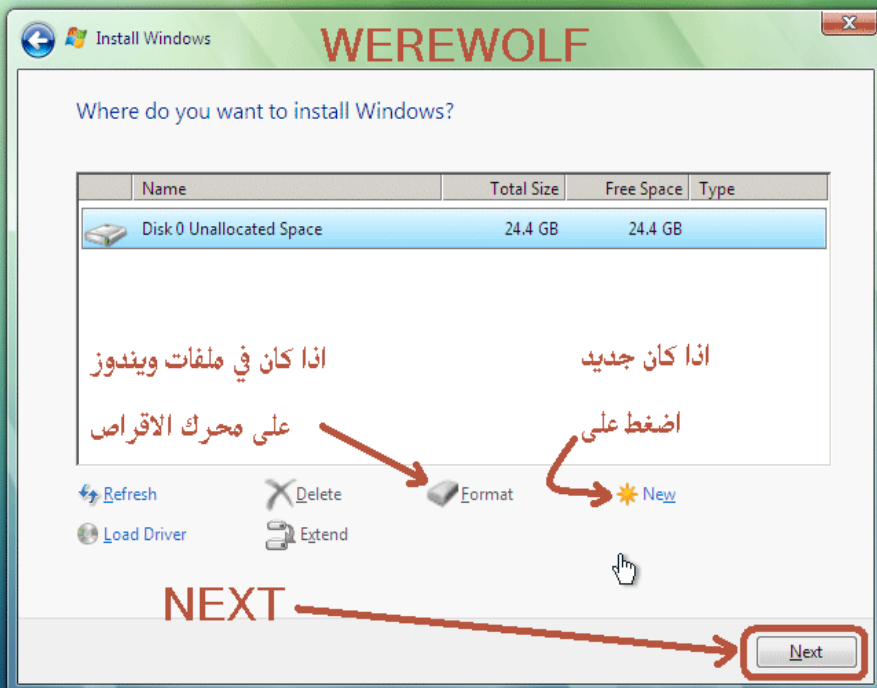 Install Windows
WEREWOLF
Where do you want to install Windows?
Name Total Size Free Space Type
Disk 0 Unallocated Space 24.4 GB 24.4 GB
اذا كان جديد
اضغط على
اذا كان في ملفات ويندوز
على محرك الاقراص
Refresh Delete Format New
Load Driver Extend
NEXT
Next